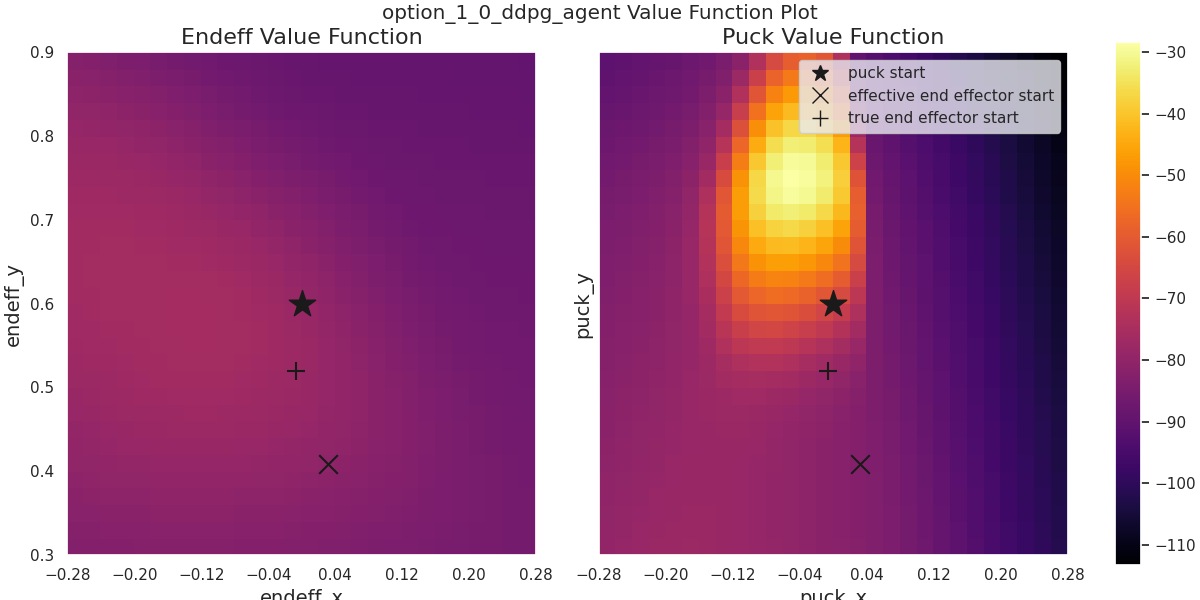 option_1_0_ddpg_agent Value Function Plot
Endeff Value Function
Puck Value Function
puck start
effective end effector start
true end effector start
0.9
0.8
0.7
0.6
0.5
0.4
0.3
endeff_y
−0.28 −0.20 −0.12 −0.04 0.04 0.12 0.20 0.28
endeff_x
puck_y
−0.28 −0.20 −0.12 −0.04 0.04 0.12 0.20 0.28
puck_x
−30
−40
−50
−60
−70
−80
−90
−100
−110